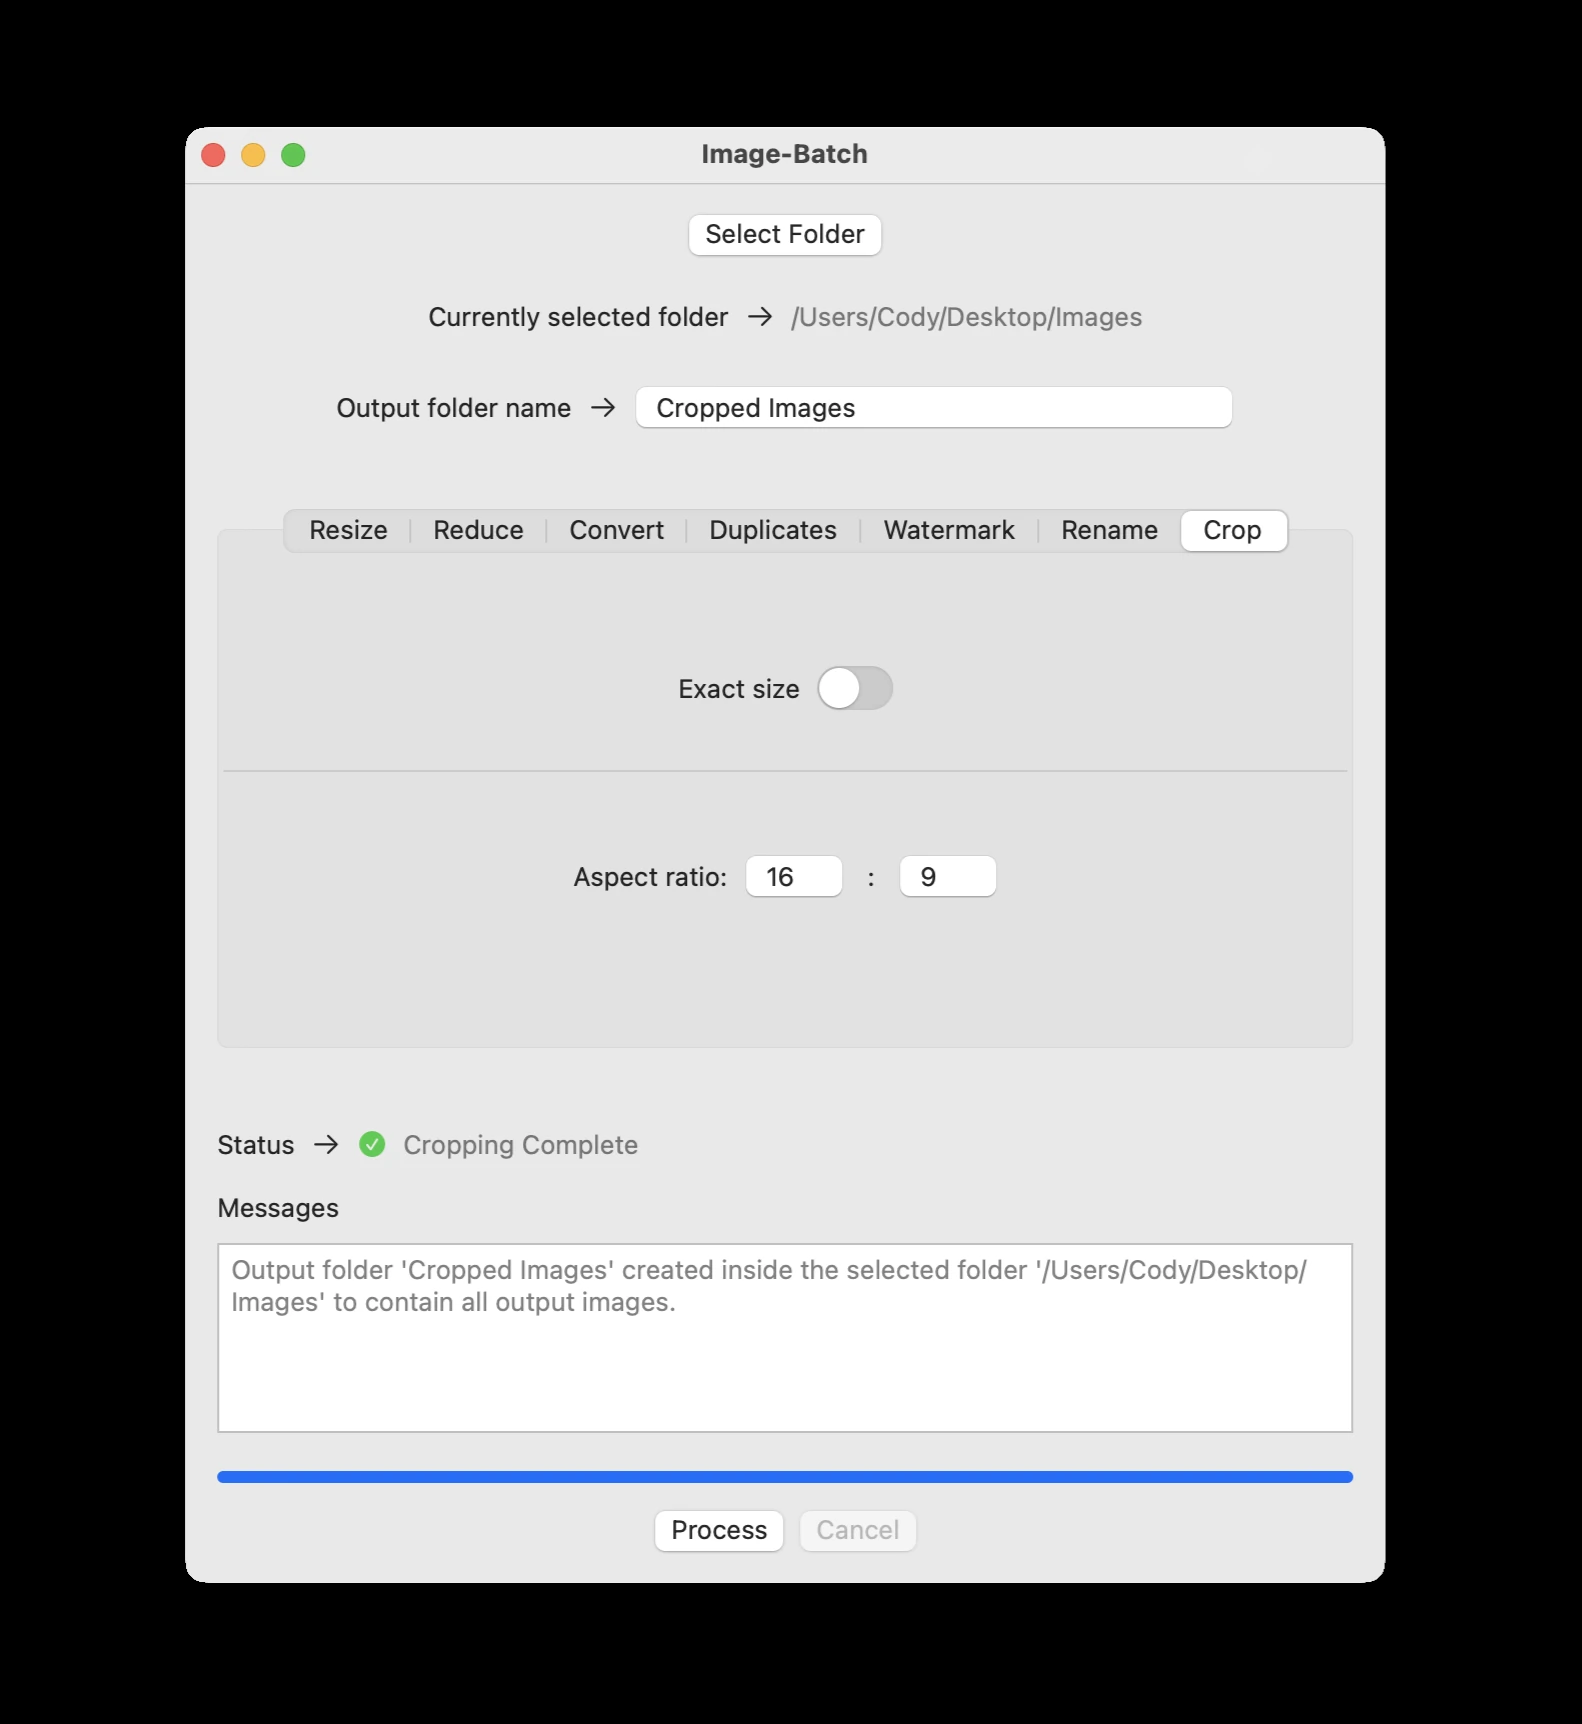 Image-Batch
Select Folder
Currently selected folder → /Users/Cody/Desktop/Images
Output folder name → Cropped Images
Resize Reduce Convert Duplicates Watermark Rename Crop
Exact size
Aspect ratio: 16 : 9
Status → Cropping Complete
Messages
Output folder 'Cropped Images' created inside the selected folder '/Users/Cody/Desktop/
Images' to contain all output images.
Process Cancel